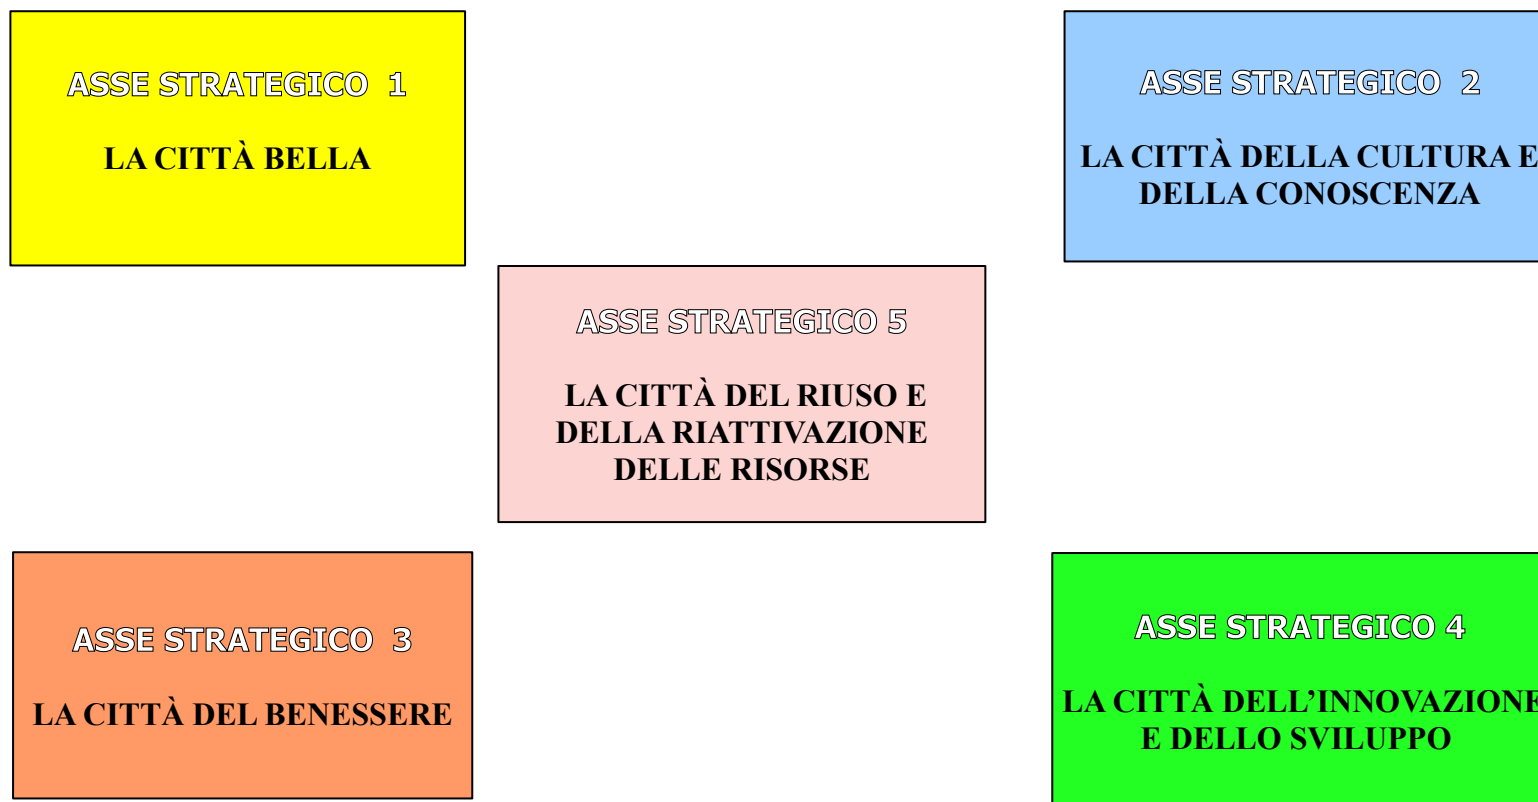 ASSE STRATEGICO 1
LA CITTÀ BELLA
ASSE STRATEGICO 2
LA CITTÀ DELLA CULTURA E
DELLA CONOSCENZA
ASSE STRATEGICO 5
LA CITTÀ DEL RIUSO E
DELLA RIATTIVAZIONE
DELLE RISORSE
ASSE STRATEGICO 3
LA CITTÀ DEL BENESSERE
ASSE STRATEGICO 4
LA CITTÀ DELL’INNOVAZIONE
E DELLO SVILUPPO